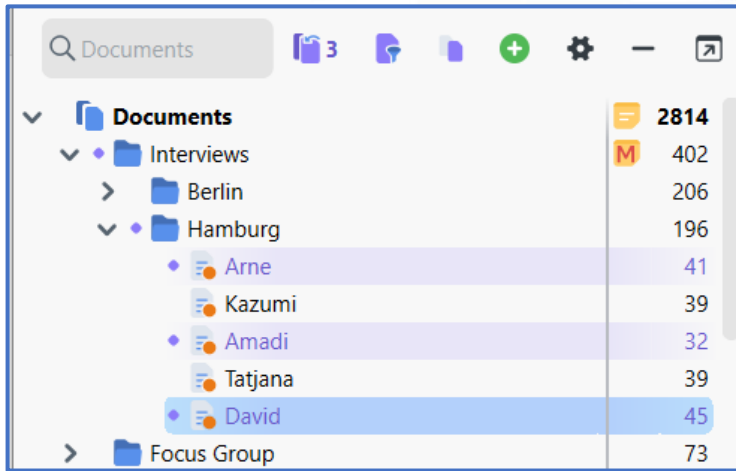 Documents 3
Documents 2814
Interviews M 402
Berlin 206
Hamburg 196
Arne 41
Kazumi 39
Amadi 32
Tatjana 39
David 45
Focus Group 73